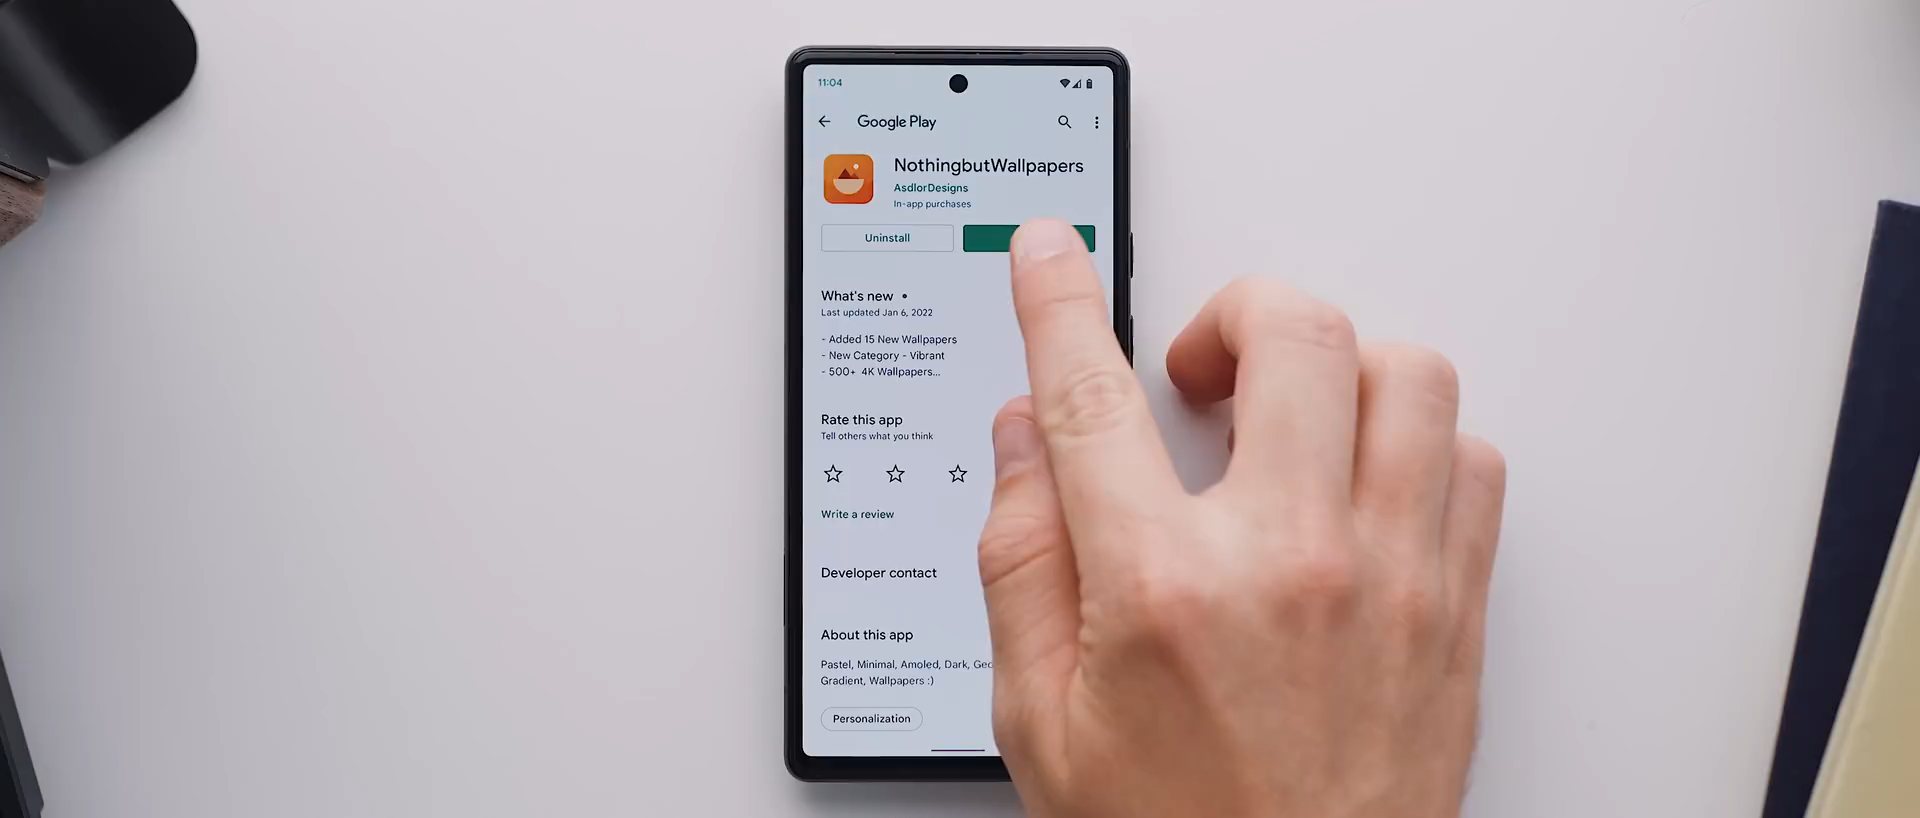 11:04
Google Play
NothingbutWallpapers
AsdlorDesigns
In-app purchases
Uninstall
What's new •
Last updated Jan 6, 2022
- Added 15 New Wallpapers
- New Category - Vibrant
- 500+ 4K Wallpapers...
Rate this app
Tell others what you think
Write a review
Developer contact
About this app
Pastel, Minimal, Amoled, Dark,
Gradient, Wallpapers :)
Personalization